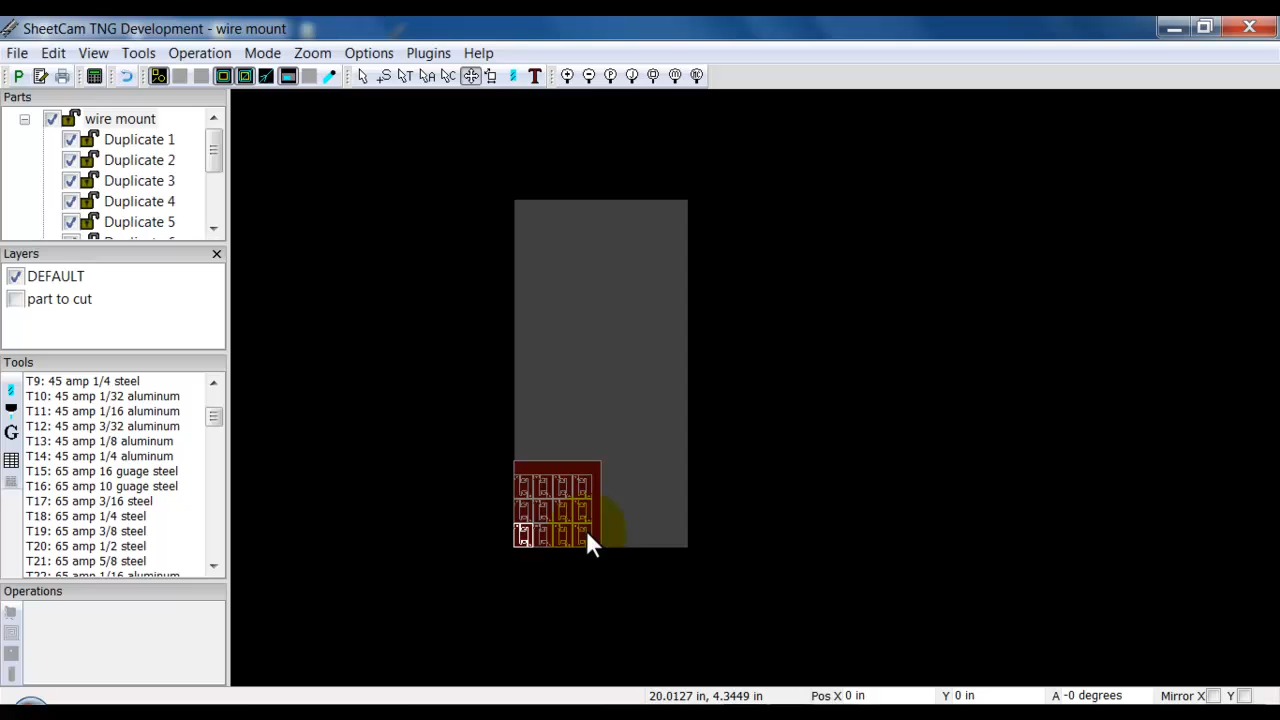 SheetCam TNG Development - wire mount
File Edit View Tools Operation Mode Zoom Options Plugins Help
P S T A C T P J m
Parts
wire mount
Duplicate 1
Duplicate 2
Duplicate 3
Duplicate 4
Duplicate 5
Layers
DEFAULT
part to cut
Tools
T9: 45 amp 1/4 steel
T10: 45 amp 1/32 aluminum
T11: 45 amp 1/16 aluminum
T12: 45 amp 3/32 aluminum
T13: 45 amp 1/8 aluminum
T14: 45 amp 1/4 aluminum
T15: 65 amp 16 guage steel
T16: 65 amp 10 guage steel
T17: 65 amp 3/16 steel
T18: 65 amp 1/4 steel
T19: 65 amp 3/8 steel
T20: 65 amp 1/2 steel
T21: 65 amp 5/8 steel
T22: 65 amp 1/16 aluminum
G
Operations
20.0127 in, 4.3449 in Pos X 0 in Y 0 in A -0 degrees Mirror X Y